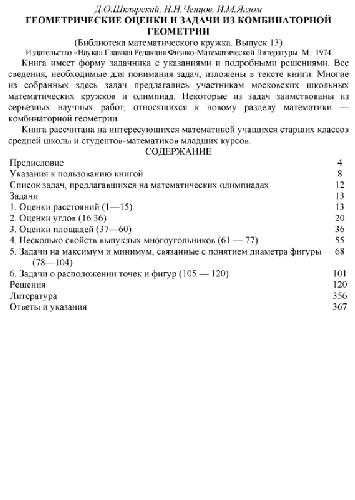 Д.О.Шклярский, Н.Н.Ченцов, И.М.Яглом
ГЕОМЕТРИЧЕСКИЕ ОЦЕНКИ И ЗАДАЧИ ИЗ КОМБИНАТОРНОЙ
ГЕОМЕТРИИ
(Библиотека математического кружка. Выпуск 13)
Издательство «Наука» Главная Редакция Физико-Математической Литературы. М. 1974
Книга имеет форму задачника с указаниями и подробными решениями. Все
сведения, необходимые для понимания задач, изложены в тексте книги. Многие
из собранных здесь задач предлагались участникам московских школьных
математических кружков и олимпиад. Некоторые из задач заимствованы из
серьезных научных работ, относящихся к новому разделу математики —
комбинаторной геометрии.
Книга рассчитана на интересующихся математикой учащихся старших классов
средней школы и студентов-математиков младших курсов.
СОДЕРЖАНИЕ
Предисловие 4
Указания к пользованию книгой 8
Список задач, предлагавшихся на математических олимпиадах 12
Задачи 13
1. Оценки расстояний (1—15) 13
2. Оценки углов (16 36) 20
3. Оценки площадей (37—60) 36
4. Несколько свойств выпуклых многоугольников (61 — 77) 55
5. Задачи на максимум и минимум, связанные с понятием диаметра фигуры 68
(78—104)
6. Задачи о расположении точек и фигур (105 — 120) 101
Решения 120
Литература 356
Ответы и указания 367